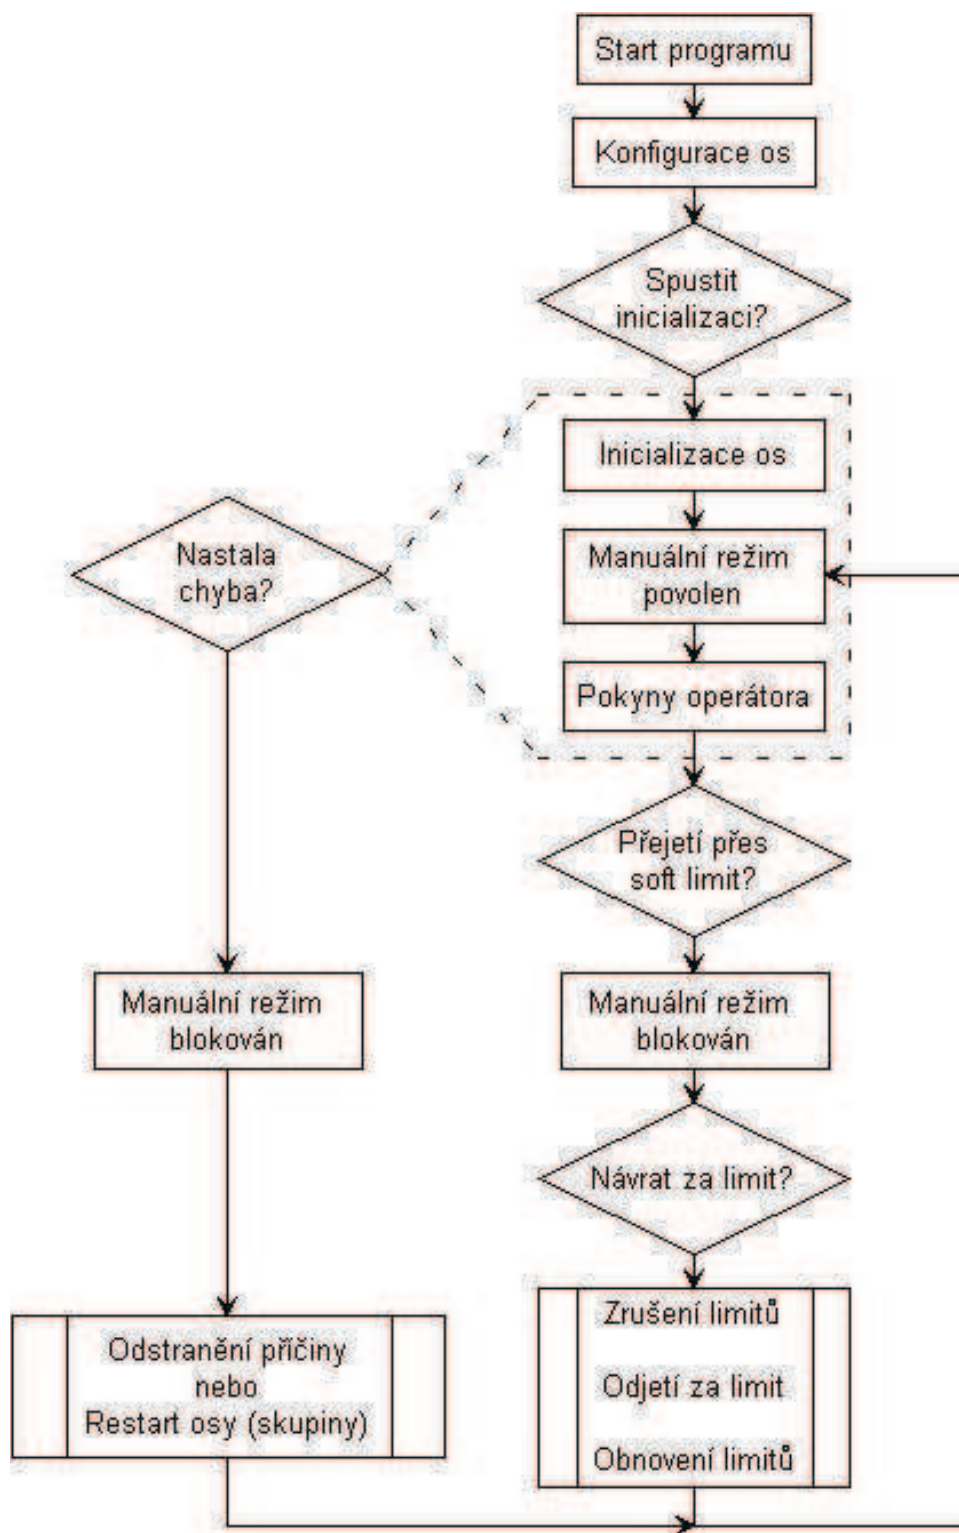 Start programu
Konfigurace os
Spustit
inicializaci?
Inicializace os
Nastala
chyba?
Manuální režim
povolen
Pokyny operátora
Přejetí přes
soft limit?
Manuální režim
blokován
Manuální režim
blokován
Návrat za limit?
Odstranění příčiny
nebo
Restart osy (skupiny)
Zrušení limitů
Odjetí za limit
Obnovení limitů